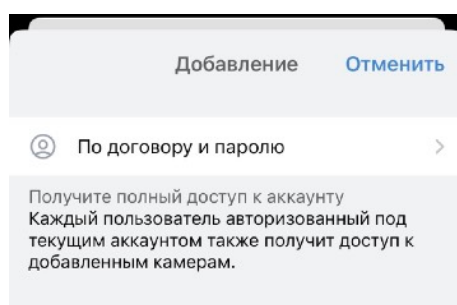 Добавление Отменить
По договору и паролю
Получите полный доступ к аккаунту
Каждый пользователь авторизованный под
текущим аккаунтом также получит доступ к
добавленным камерам.